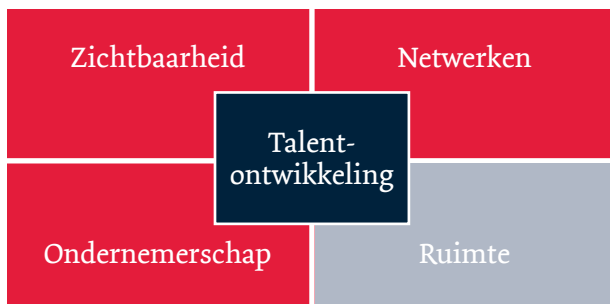 Zichtbaarheid
Netwerken
Talent-
ontwikkeling
Ondernemerschap
Ruimte